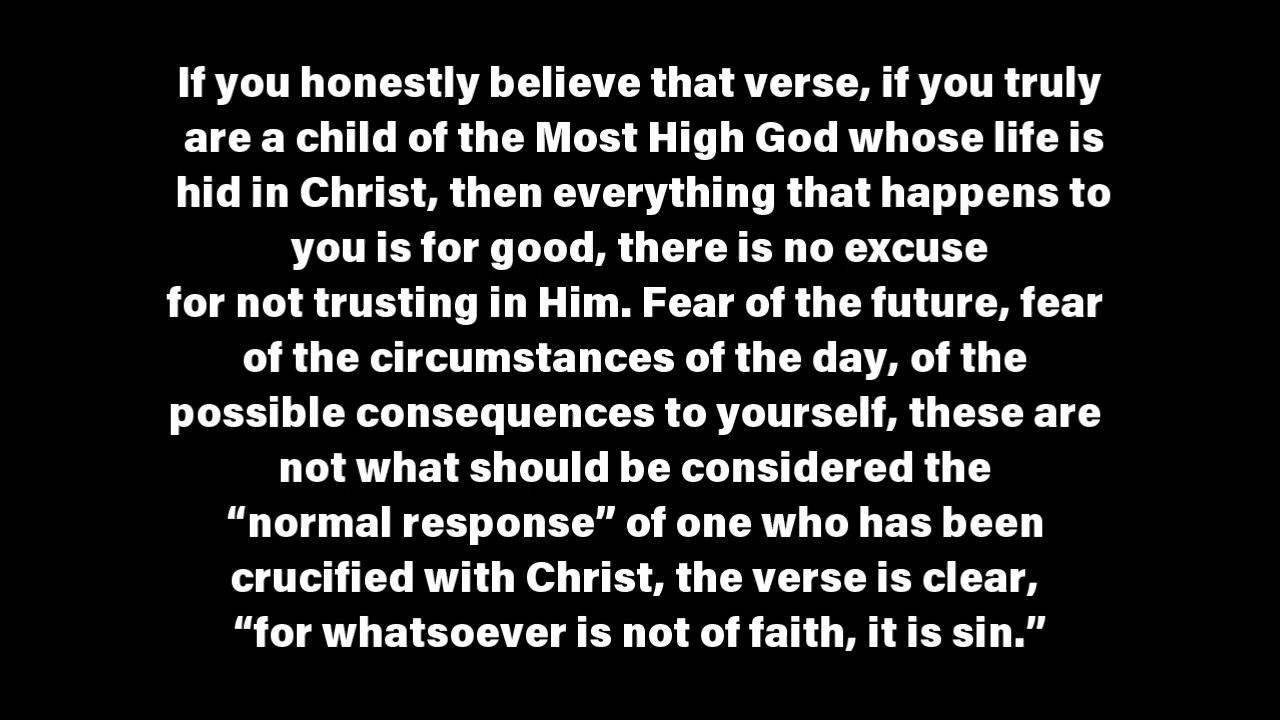 If you honestly believe that verse, if you truly
are a child of the Most High God whose life is
hid in Christ, then everything that happens to
you is for good, there is no excuse
for not trusting in Him. Fear of the future, fear
of the circumstances of the day, of the
possible consequences to yourself, these are
not what should be considered the
“normal response” of one who has been
crucified with Christ, the verse is clear,
“for whatsoever is not of faith, it is sin.”